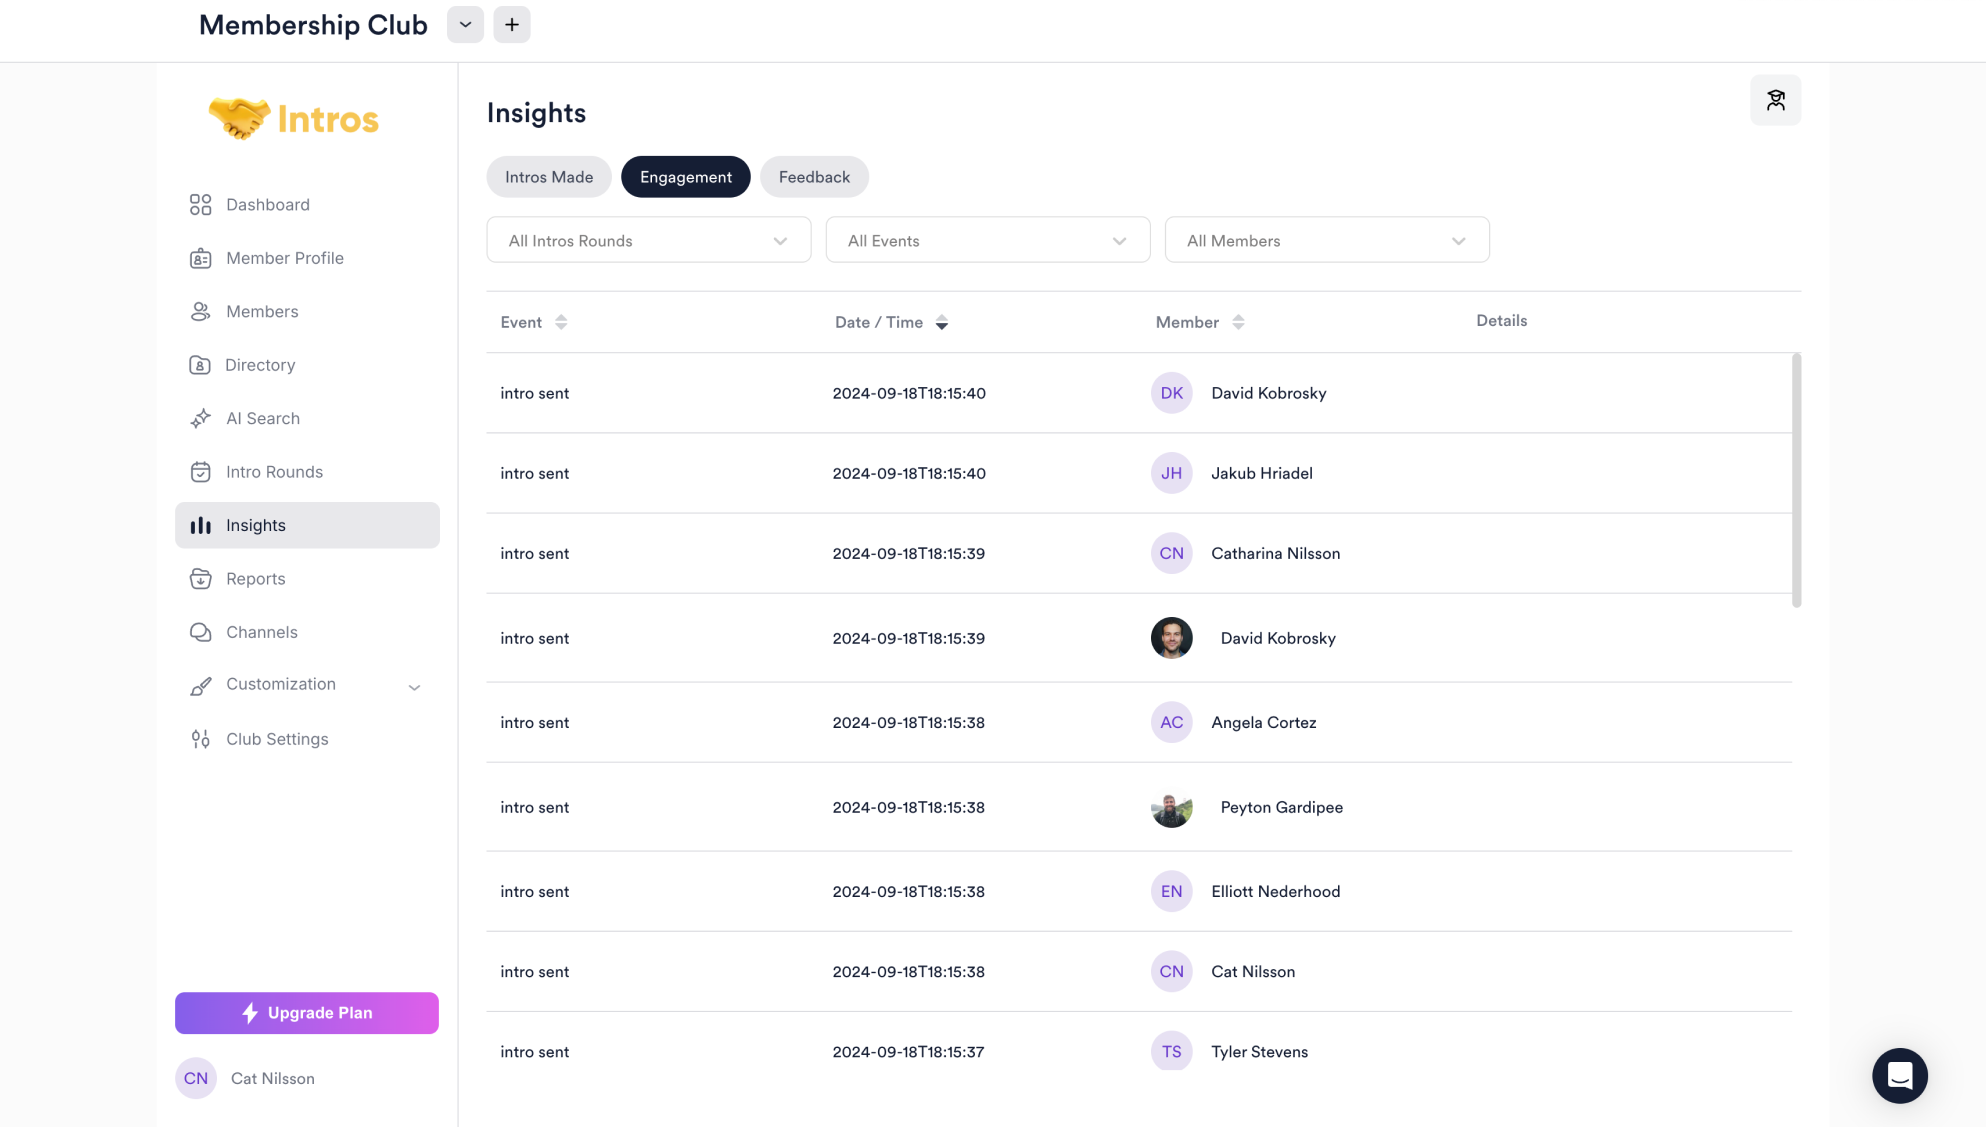 Membership Club
Intros
Dashboard
Member Profile
Members
Directory
AI Search
Intro Rounds
Insights
Reports
Channels
Customization
Club Settings
Upgrade Plan
CN Cat Nilsson
Insights
Intros Made Engagement Feedback
All Intros Rounds All Events All Members
Event Date / Time Member Details
intro sent 2024-09-18T18:15:40 DK David Kobrosky
intro sent 2024-09-18T18:15:40 JH Jakub Hriadel
intro sent 2024-09-18T18:15:39 CN Catharina Nilsson
intro sent 2024-09-18T18:15:39 David Kobrosky
intro sent 2024-09-18T18:15:38 AC Angela Cortez
intro sent 2024-09-18T18:15:38 Peyton Gardipee
intro sent 2024-09-18T18:15:38 EN Elliott Nederhood
intro sent 2024-09-18T18:15:38 CN Cat Nilsson
intro sent 2024-09-18T18:15:37 TS Tyler Stevens